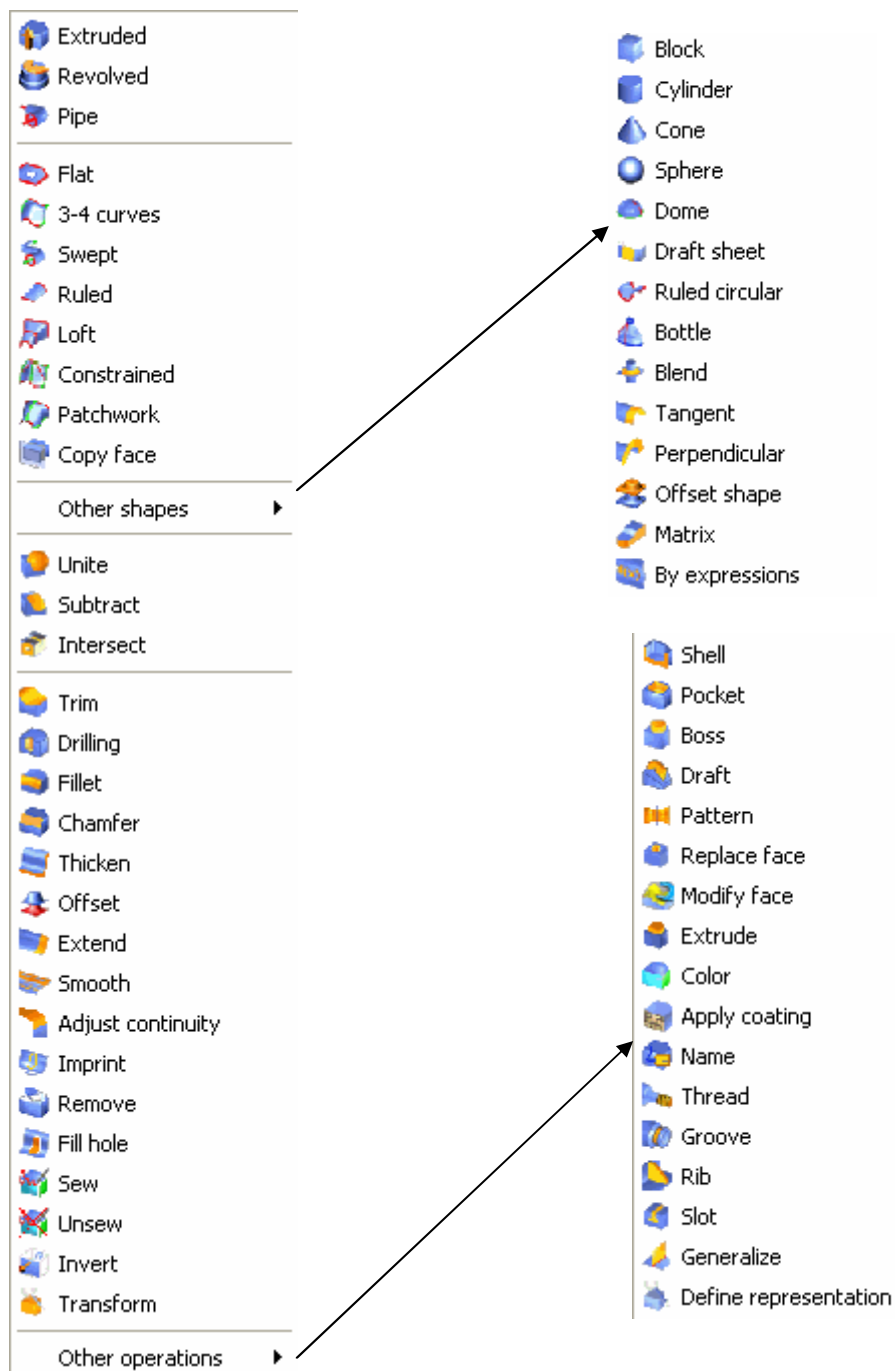 Extruded
Revolved
Pipe
Flat
3-4 curves
Swept
Ruled
Loft
Constrained
Patchwork
Copy face
Other shapes
Unite
Subtract
Intersect
Trim
Drilling
Fillet
Chamfer
Thicken
Offset
Extend
Smooth
Adjust continuity
Imprint
Remove
Fill hole
Sew
Unsew
Invert
Transform
Other operations
Block
Cylinder
Cone
Sphere
Dome
Draft sheet
Ruled circular
Bottle
Blend
Tangent
Perpendicular
Offset shape
Matrix
By expressions
Shell
Pocket
Boss
Draft
Pattern
Replace face
Modify face
Extrude
Color
Apply coating
Name
Thread
Groove
Rib
Slot
Generalize
Define representation